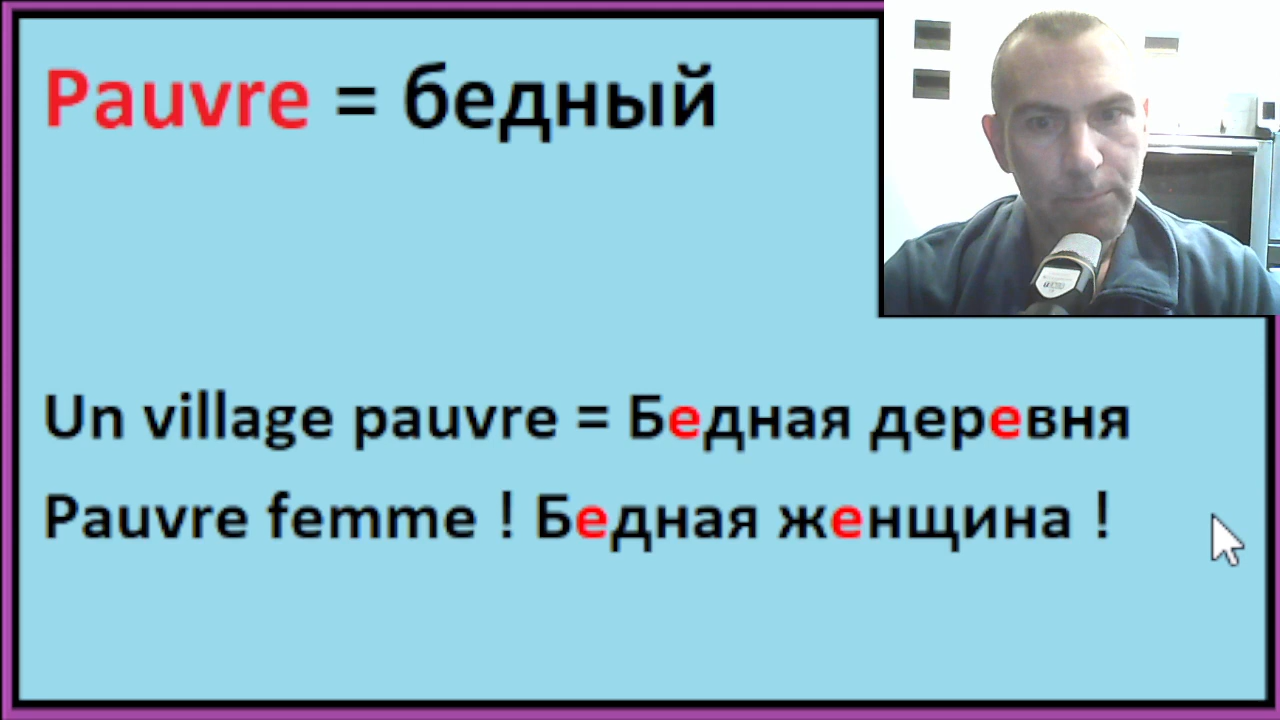 Pauvre = бедный
Un village pauvre = Бедная деревня
Pauvre femme ! Бедная женщина !